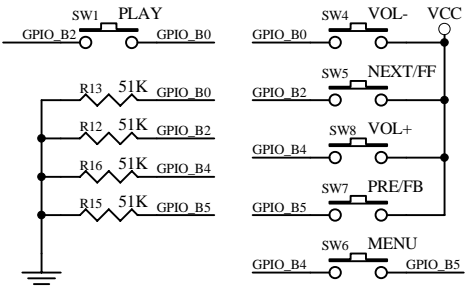 SW1 PLAY
GPIO_B2 GPIO_B0
R13 51K GPIO_B0
R12 51K GPIO_B2
R16 51K GPIO_B4
R15 51K GPIO_B5
SW4 VOL- VCC
GPIO_B0
SW5 NEXT/FF
GPIO_B2
SW8 VOL+
GPIO_B4
SW7 PRE/FB
GPIO_B5
SW6 MENU
GPIO_B4 GPIO_B5